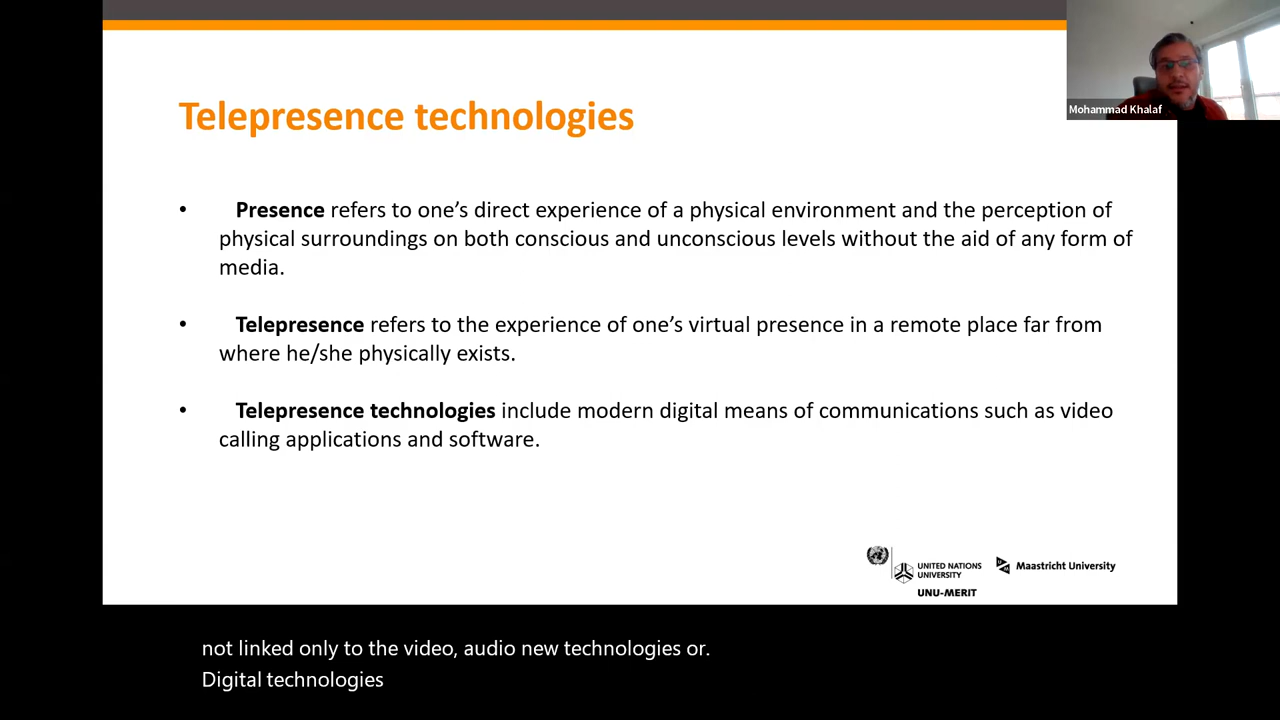 Mohammad Khalaf
Telepresence technologies
• Presence refers to one’s direct experience of a physical environment and the perception of
physical surroundings on both conscious and unconscious levels without the aid of any form of
media.
• Telepresence refers to the experience of one’s virtual presence in a remote place far from
where he/she physically exists.
• Telepresence technologies include modern digital means of communications such as video
calling applications and software.
UNITED NATIONS
UNIVERSITY
UNU-MERIT
Maastricht University
not linked only to the video, audio new technologies or.
Digital technologies